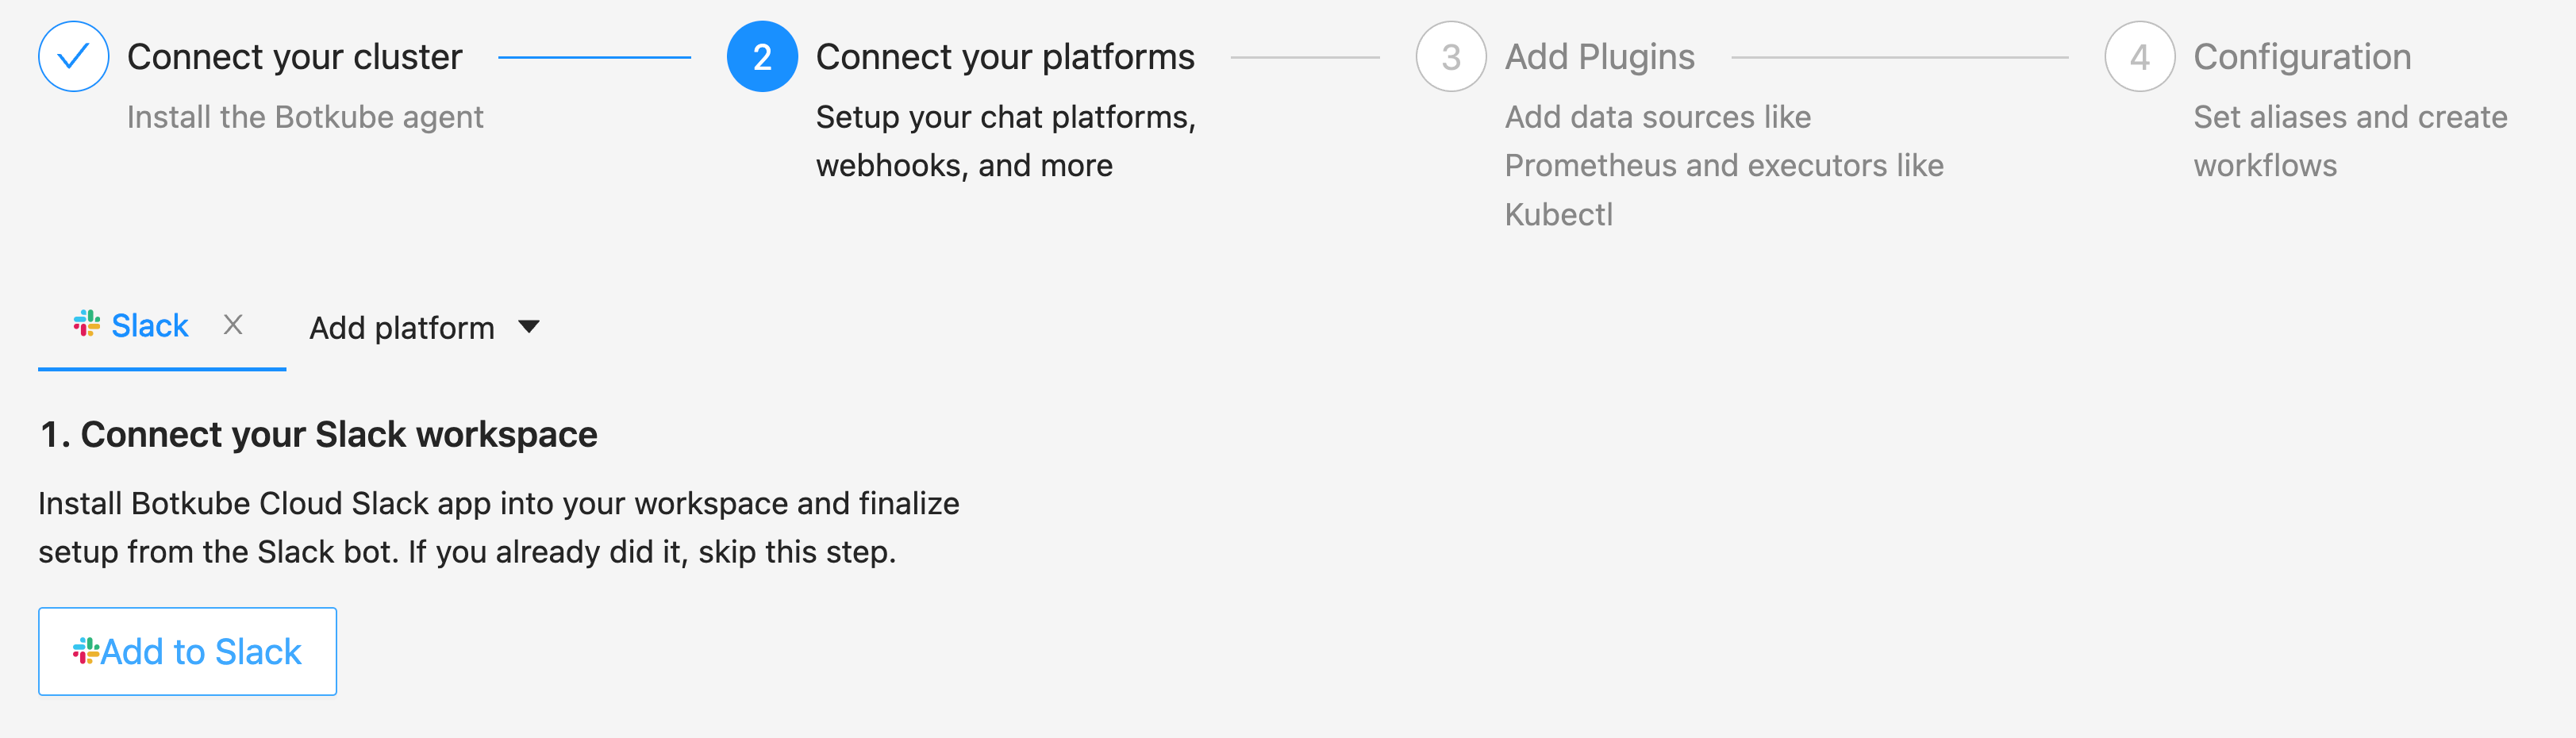 Connect your cluster
Install the Botkube agent
2
Connect your platforms
Setup your chat platforms,
webhooks, and more
3
Add Plugins
Add data sources like
Prometheus and executors like
Kubectl
4
Configuration
Set aliases and create
workflows
Slack X
Add platform
1. Connect your Slack workspace
Install Botkube Cloud Slack app into your workspace and finalize
setup from the Slack bot. If you already did it, skip this step.
Add to Slack